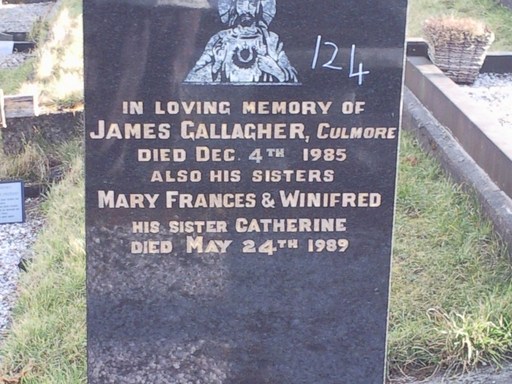 124
IN LOVING MEMORY OF
JAMES GALLAGHER, CULMORE
DIED DEC. 4TH 1985
ALSO HIS SISTERS
MARY FRANCES & WINIFRED
HIS SISTER CATHERINE
DIED MAY 24TH 1989